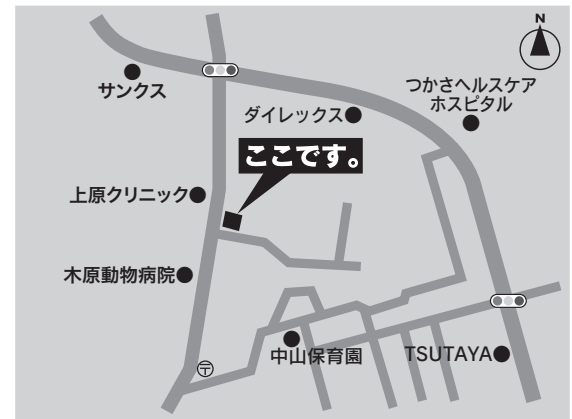 N
サンクス
つかさヘルスケア
ホスピタル
ダイレックス
ここです。
上原クリニック
木原動物病院
〒
中山保育園
TSUTAYA